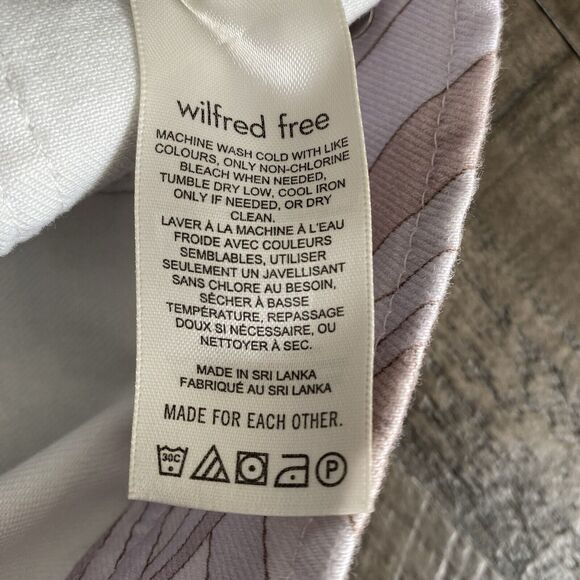 wilfred free
MACHINE WASH COLD WITH LIKE
COLOURS, ONLY NON-CHLORINE
BLEACH WHEN NEEDED,
TUMBLE DRY LOW, COOL IRON
ONLY IF NEEDED, OR DRY
CLEAN.
LAVER À LA MACHINE À L'EAU
FROIDE AVEC COULEURS
SEMBLABLES, UTILISER
SEULEMENT UN JAVELLISANT
SANS CHLORE AU BESOIN,
SÉCHER À BASSE
TEMPÉRATURE, REPASSAGE
DOUX SI NÉCESSAIRE, OU
NETTOYER À SEC.
MADE IN SRI LANKA
FABRIQUÉ AU SRI LANKA
MADE FOR EACH OTHER.
30C P